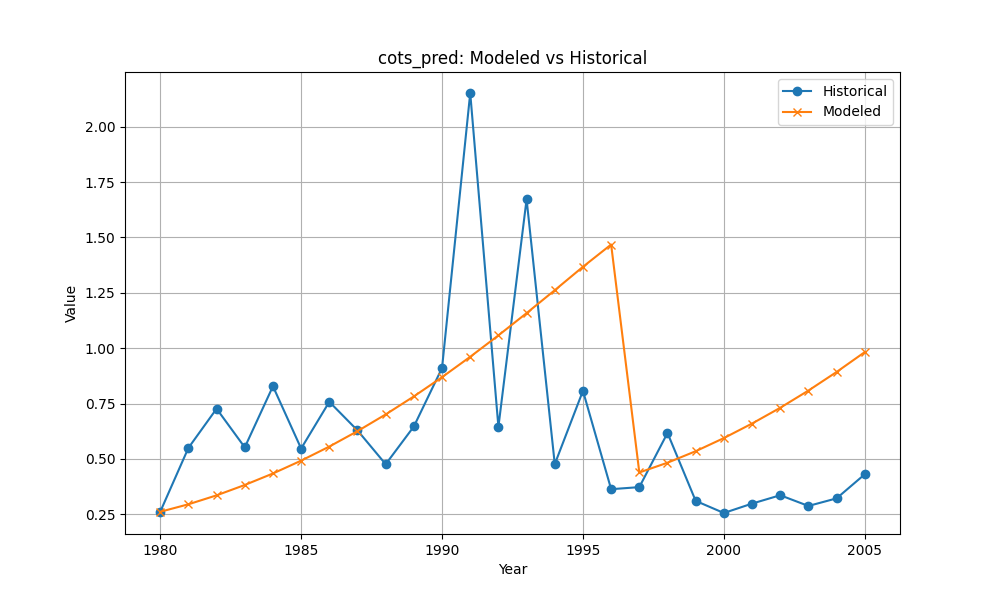 cots_pred: Modeled vs Historical
Historical
Modeled
Value
2.00
1.75
1.50
1.25
1.00
0.75
0.50
0.25
1980 1985 1990 1995 2000 2005
Year